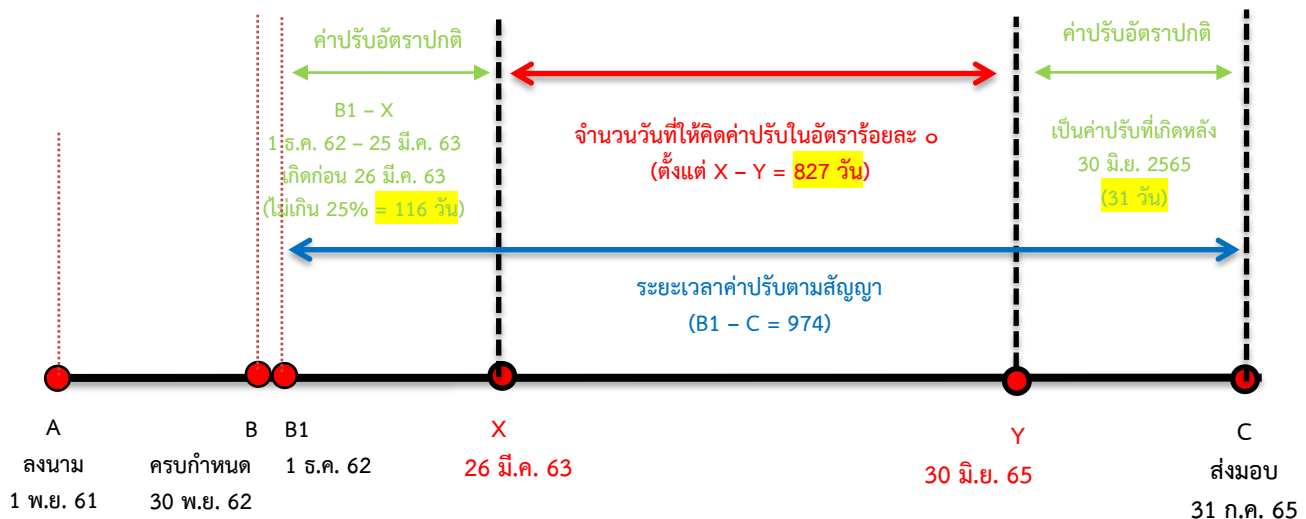 ค่าปรับอัตราปกติ
B1 – X
1 ธ.ค. 62 – 25 มี.ค. 63
เกิดก่อน 26 มี.ค. 63
(ไม่เกิน 25% = 116 วัน)
จำนวนวันที่ให้คิดค่าปรับในอัตราร้อยละ ๐
(ตั้งแต่ X – Y = 827 วัน)
ค่าปรับอัตราปกติ
เป็นค่าปรับที่เกิดหลัง
30 มิ.ย. 2565
(31 วัน)
ระยะเวลาค่าปรับตามสัญญา
(B1 – C = 974)
A
ลงนาม
1 พ.ย. 61
B
ครบกำหนด
30 พ.ย. 62
B1
1 ธ.ค. 62
X
26 มี.ค. 63
Y
30 มิ.ย. 65
C
ส่งมอบ
31 ก.ค. 65